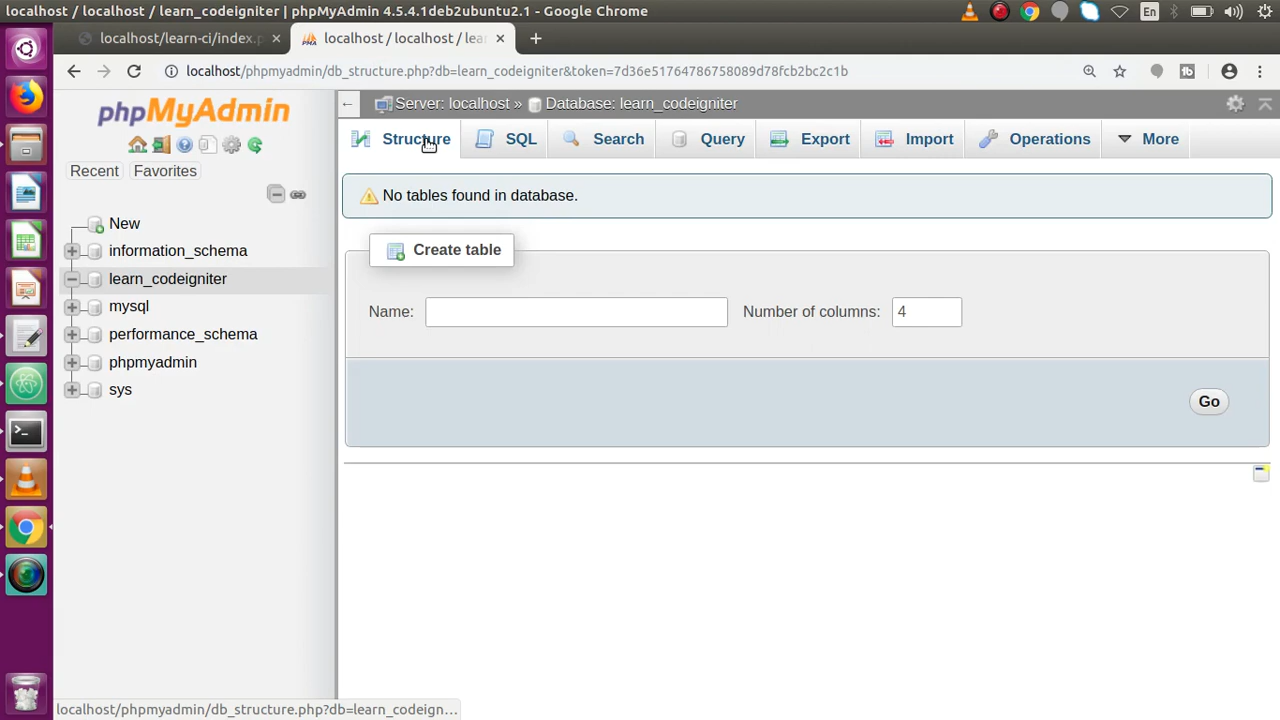 localhost / localhost / learn_codeigniter | phpMyAdmin 4.5.4.1deb2ubuntu2.1 - Google Chrome
En
localhost/learn-ci/index.p
localhost / localhost / lea
localhost/phpmyadmin/db_structure.php?db=learn_codeigniter&token=7d36e51764786758089d78fcb2bc2c1b
phpMyAdmin
Recent
Favorites
New
information_schema
learn_codeigniter
mysql
performance_schema
phpmyadmin
sys
Server: localhost » Database: learn_codeigniter
Structure
SQL
Search
Query
Export
Import
Operations
More
No tables found in database.
Create table
Name:
Number of columns: 4
Go
localhost/phpmyadmin/db_structure.php?db=learn_codeign...